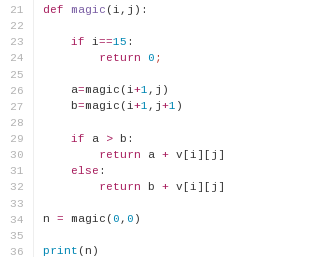 21 def magic(i,j):
22
23     if i==15:
24         return 0;
25
26     a=magic(i+1,j)
27     b=magic(i+1,j+1)
28
29     if a > b:
30         return a + v[i][j]
31     else:
32         return b + v[i][j]
33
34 n = magic(0,0)
35
36 print(n)